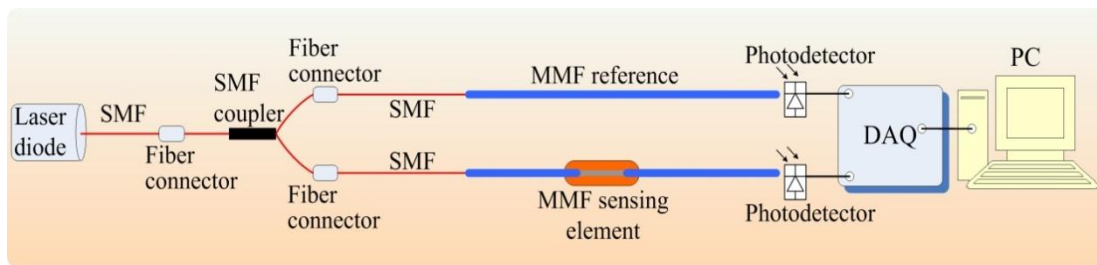 Laser
diode
SMF
Fiber
connector
SMF
coupler
Fiber
connector
SMF
MMF reference
Photodetector
PC
DAQ
Fiber
connector
SMF
MMF sensing
element
Photodetector